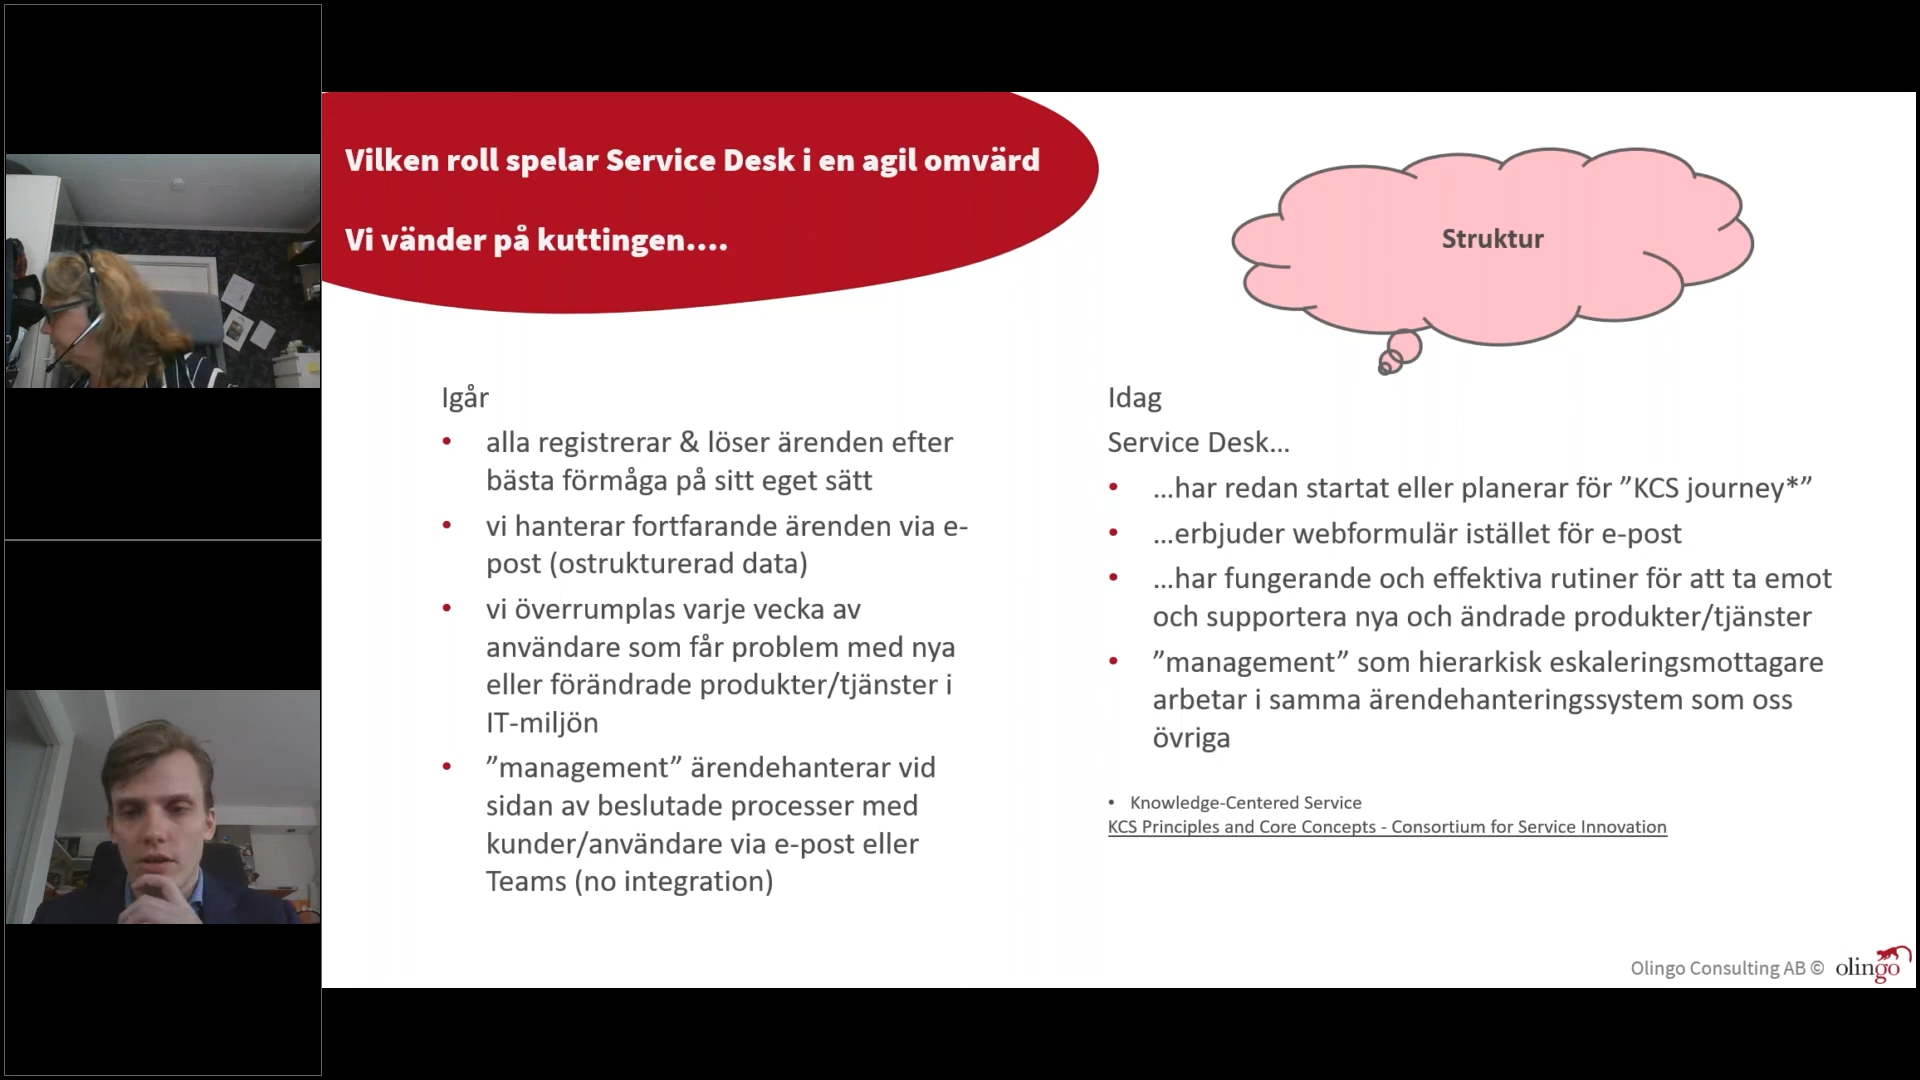 Vilken roll spelar Service Desk i en agil omvärd
Vi vänder på kuttingen....
Struktur
Igår
• alla registrerar & löser ärenden efter
bästa förmåga på sitt eget sätt
• vi hanterar fortfarande ärenden via e-
post (ostrukturerad data)
• vi överrumplas varje vecka av
användare som får problem med nya
eller förändrade produkter/tjänster i
IT-miljön
• ”management” ärendehanterar vid
sidan av beslutade processer med
kunder/användare via e-post eller
Teams (no integration)
Idag
Service Desk…
• …har redan startat eller planerar för ”KCS journey*”
• …erbjuder webformulär istället för e-post
• …har fungerande och effektiva rutiner för att ta emot
och supportera nya och ändrade produkter/tjänster
• ”management” som hierarkisk eskaleringsmottagare
arbetar i samma ärendehanteringssystem som oss
övriga
• Knowledge-Centered Service
KCS Principles and Core Concepts - Consortium for Service Innovation
Olingo Consulting AB © olingo